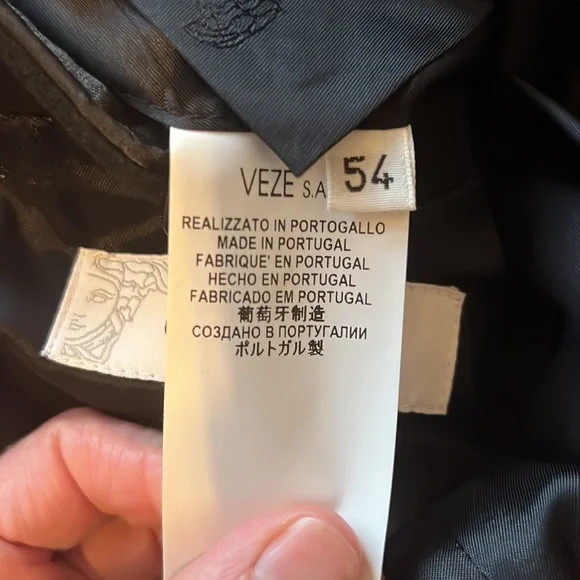 VEZE S.A
54
REALIZZATO IN PORTOGALLO
MADE IN PORTUGAL
FABRIQUE' EN PORTUGAL
HECHO EN PORTUGAL
FABRICADO EM PORTUGAL
葡萄牙制造
СОЗДАНО В ПОРТУГАЛИИ
ポルトガル製